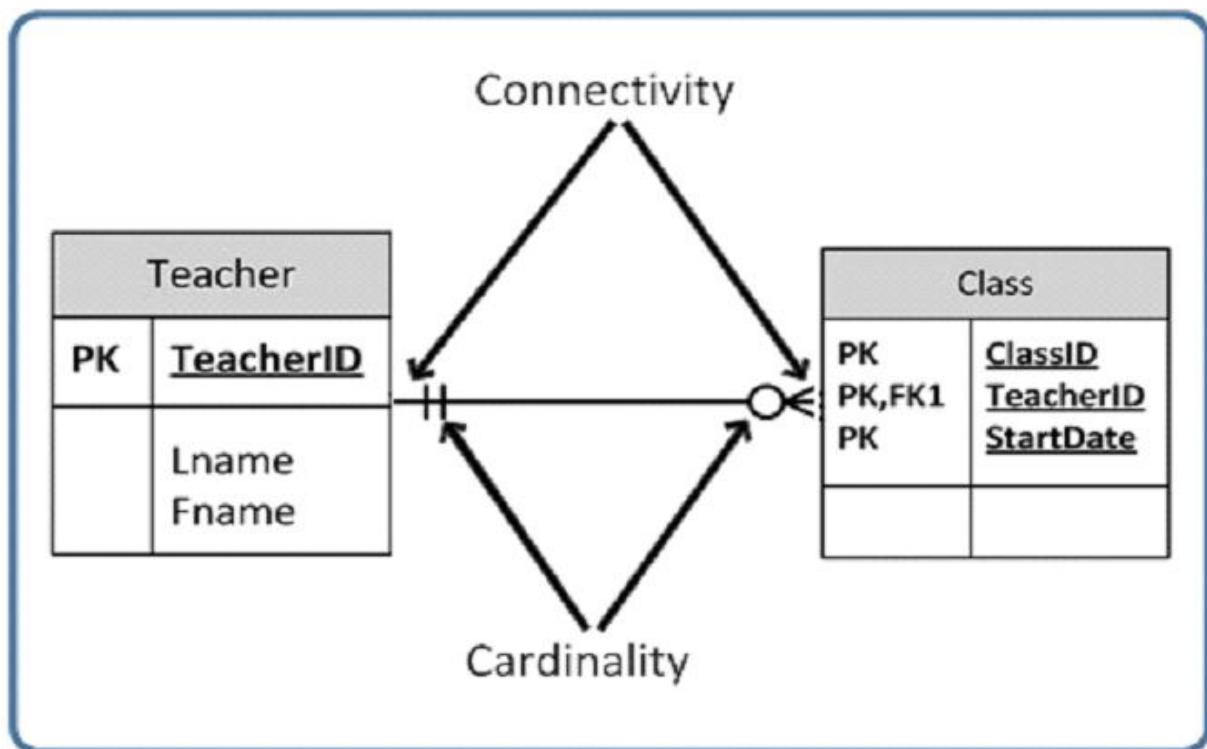 Connectivity
Teacher
PK TeacherID
Lname
Fname
Class
PK ClassID
PK,FK1 TeacherID
PK StartDate
Cardinality